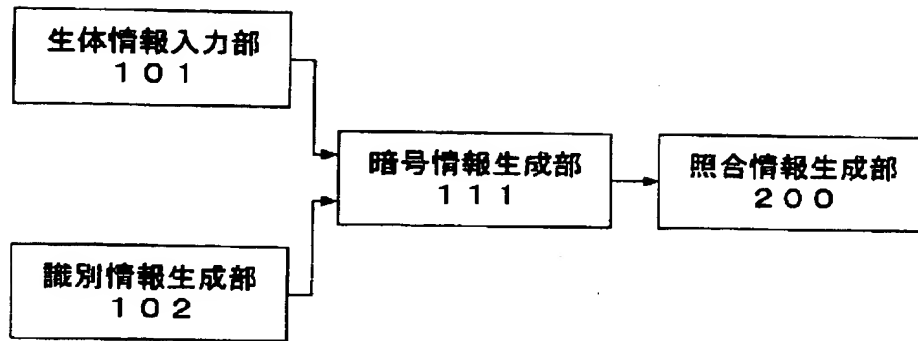 生体情報入力部
１０１
暗号情報生成部
１１１
照合情報生成部
２００
識別情報生成部
１０２